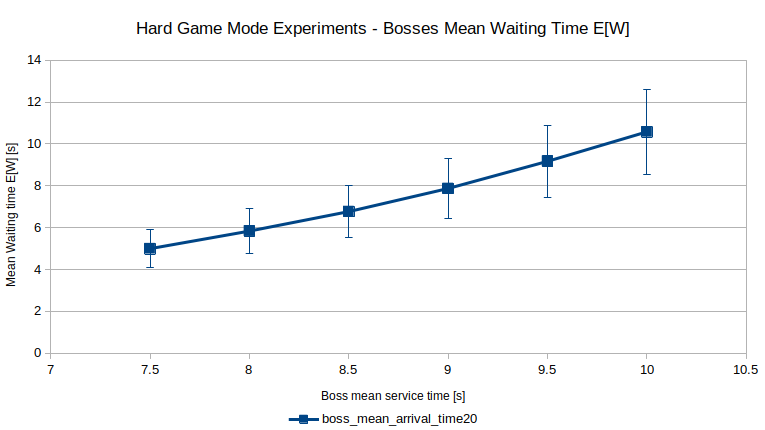 Hard Game Mode Experiments - Bosses Mean Waiting Time E[W]
14
12
10
8
6
4
2
0
Mean Waiting time E[W] [s]
7 7.5 8 8.5 9 9.5 10 10.5
Boss mean service time [s]
boss_mean_arrival_time20